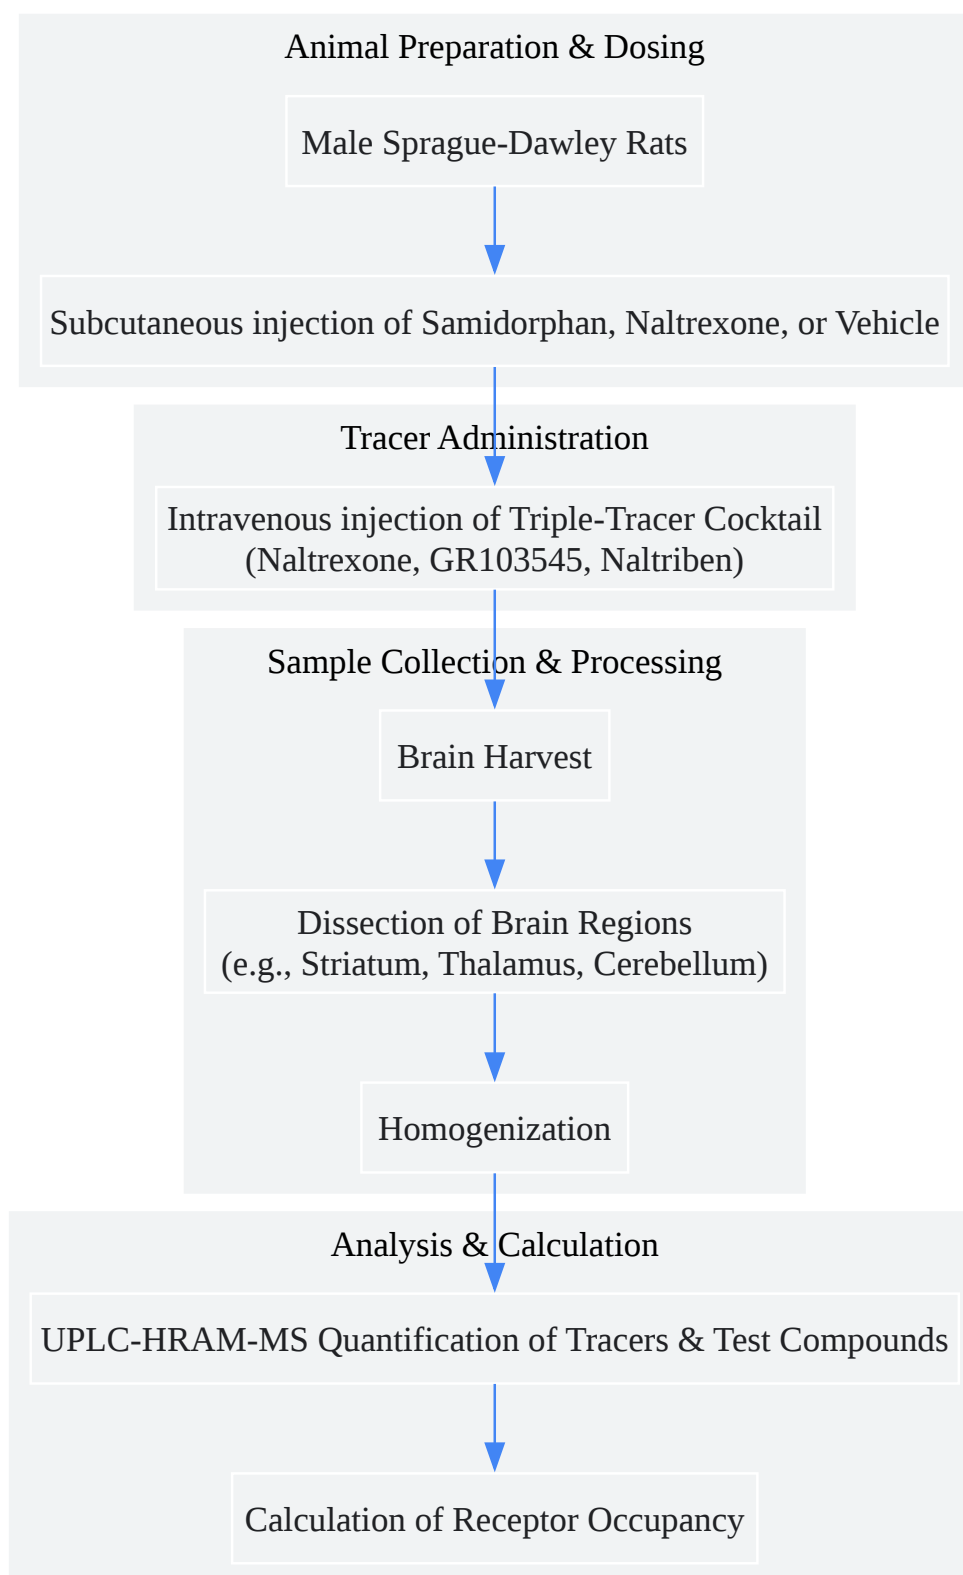 Animal Preparation & Dosing
Male Sprague-Dawley Rats
Subcutaneous injection of Samidorphan, Naltrexone, or Vehicle
Tracer Administration
Intravenous injection of Triple-Tracer Cocktail
(Naltrexone, GR103545, Naltriben)
Sample Collection & Processing
Brain Harvest
Dissection of Brain Regions
(e.g., Striatum, Thalamus, Cerebellum)
Homogenization
Analysis & Calculation
UPLC-HRAM-MS Quantification of Tracers & Test Compounds
Calculation of Receptor Occupancy